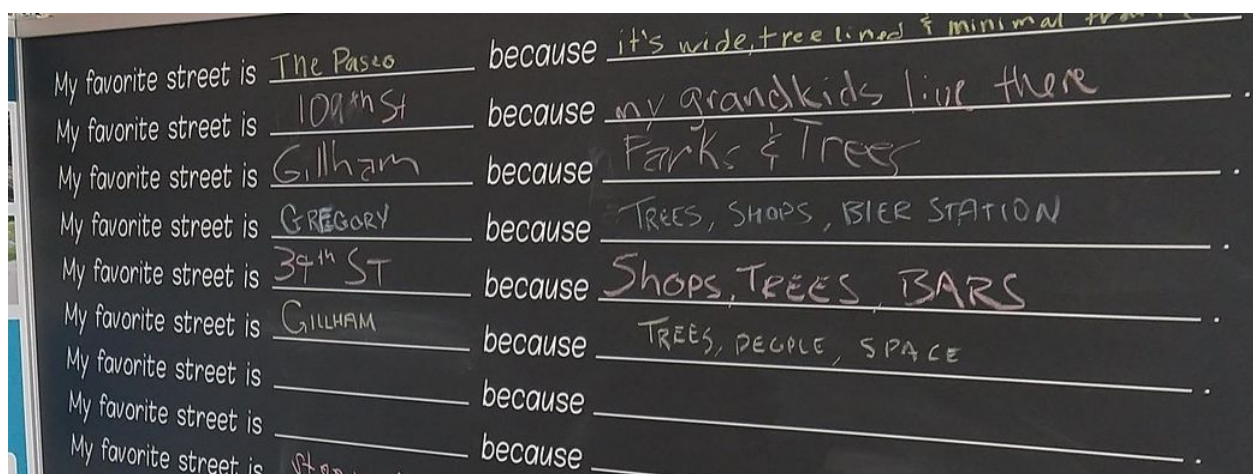 My favorite street is The Paseo because it's wide, tree lined & minimal
My favorite street is 109th St because my grandkids live there.
My favorite street is Gillham because Parks & Trees.
My favorite street is GREGORY because TREES, SHOPS, BIER STATION.
My favorite street is 39th ST because SHOPS, TREES, BARS.
My favorite street is GILLHAM because TREES, PEOPLE, SPACE.
My favorite street is because .
My favorite street is because .
My favorite street is